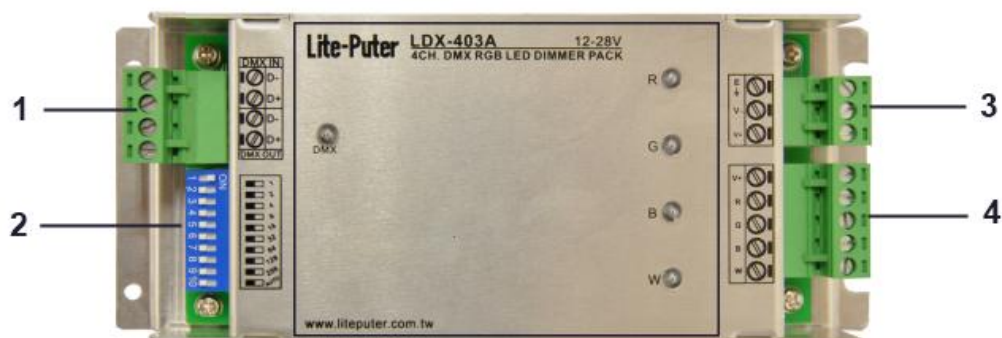 Lite-Puter LDX-403A 12-28V
4CH. DMX RGB LED DIMMER PACK
1
2
3
4
DMX IN
D-
D+
D-
D+
DMX OUT
ON
1
2
3
4
5
6
7
8
9
10
DMX
R
G
B
W
E
V-
V+
V+
R
G
B
W
www.liteputer.com.tw